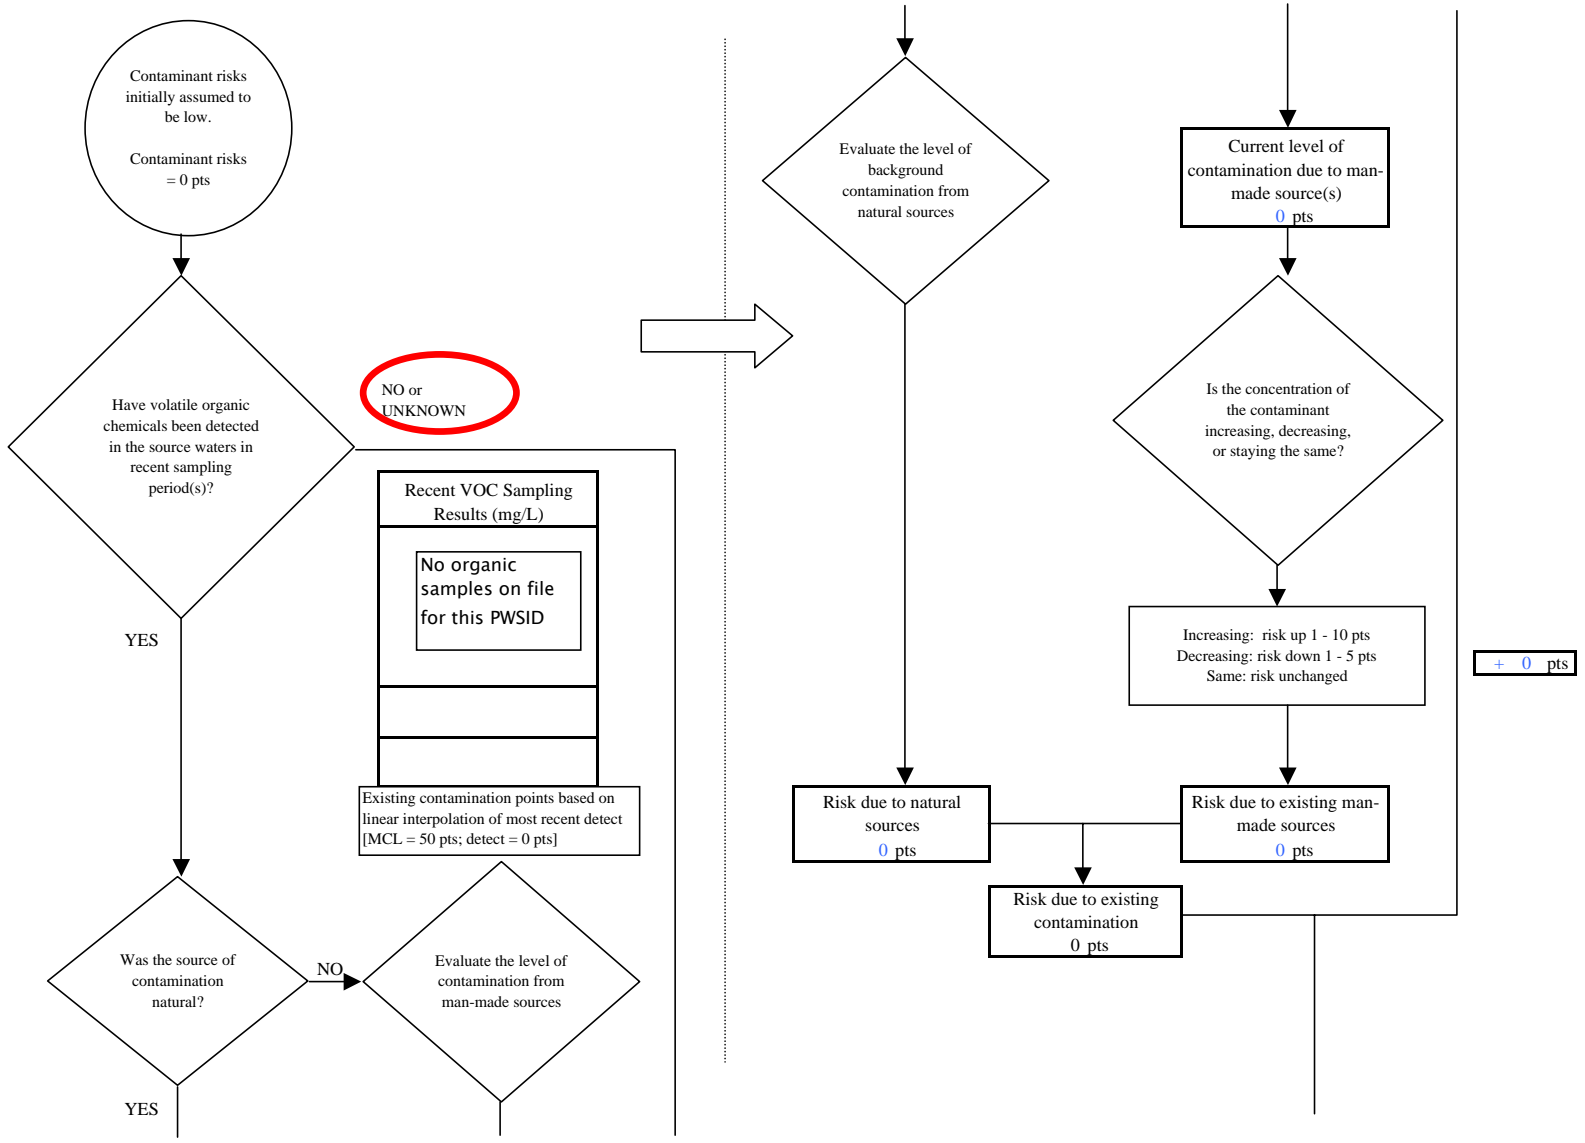 Contaminant risks
initially assumed to
be low.
Contaminant risks
= 0 pts
Have volatile organic
chemicals been detected
in the source waters in
recent sampling
period(s)?
NO or
UNKNOWN
Recent VOC Sampling
Results (mg/L)
No organic
samples on file
for this PWSID
YES
Existing contamination points based on
linear interpolation of most recent detect
[MCL = 50 pts; detect = 0 pts]
Was the source of
contamination
natural?
NO
Evaluate the level of
contamination from
man-made sources
YES
Evaluate the level of
background
contamination from
natural sources
Current level of
contamination due to man-
made source(s)
0 pts
Is the concentration of
the contaminant
increasing, decreasing,
or staying the same?
Increasing: risk up 1 - 10 pts
Decreasing: risk down 1 - 5 pts
Same: risk unchanged
+ 0 pts
Risk due to natural
sources
0 pts
Risk due to existing man-
made sources
0 pts
Risk due to existing
contamination
0 pts